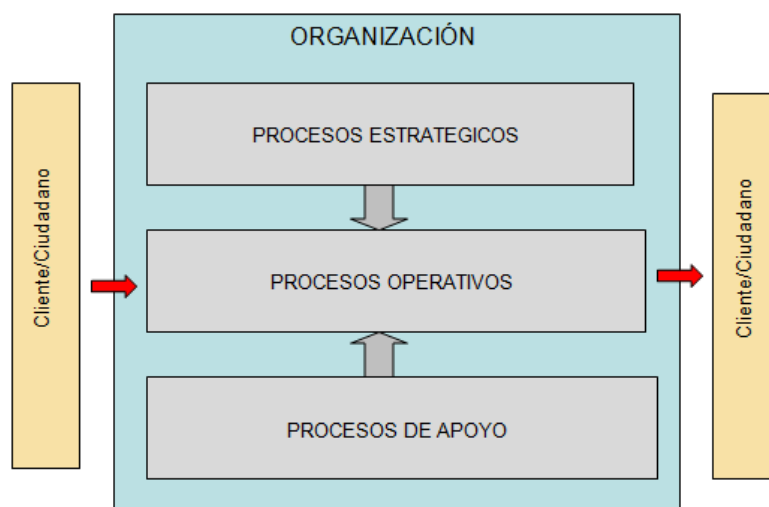 ORGANIZACIÓN
Cliente/Ciudadano
PROCESOS ESTRATEGICOS
PROCESOS OPERATIVOS
PROCESOS DE APOYO
Cliente/Ciudadano